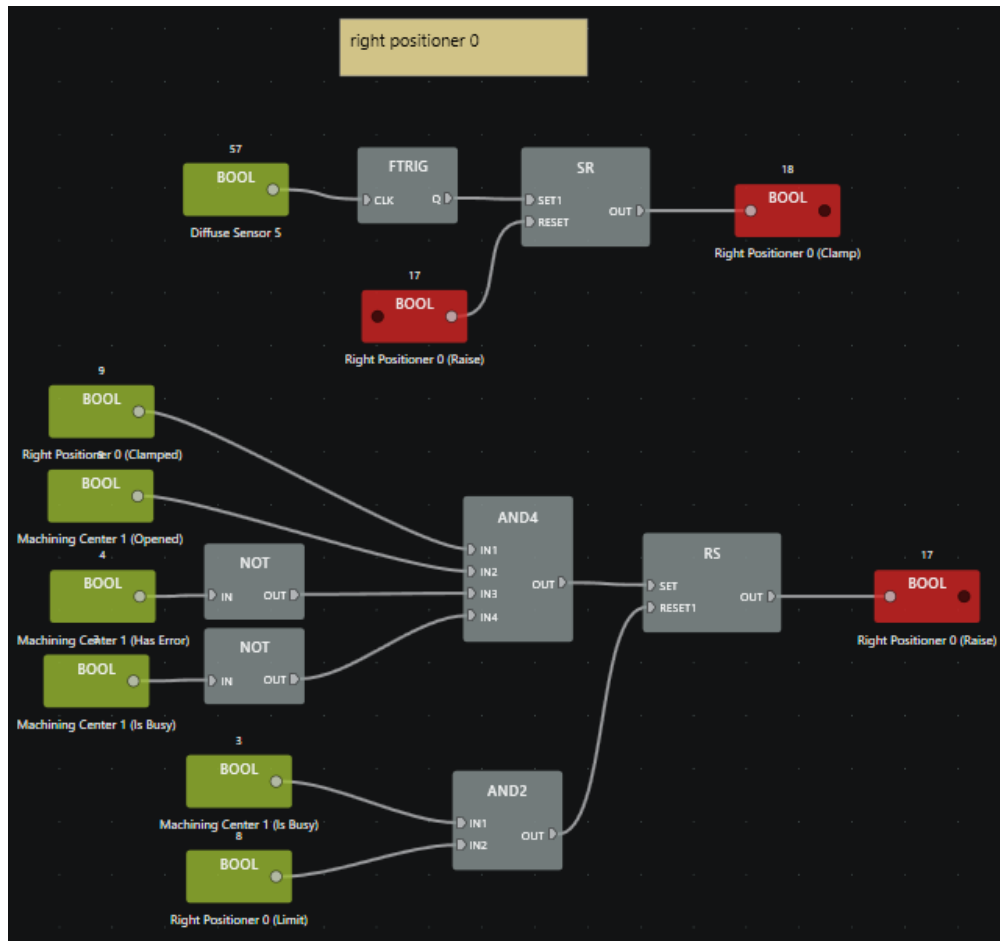 right positioner 0
57
BOOL
Diffuse Sensor 5
FTRIG
CLK
Q
SR
SET1
RESET
OUT
18
BOOL
Right Positioner 0 (Clamp)
17
BOOL
Right Positioner 0 (Raise)
9
BOOL
Right Positioner 0 (Clamped)
BOOL
Machining Center 1 (Opened)
4
BOOL
Machining Center 1 (Has Error)
NOT
IN
OUT
BOOL
Machining Center 1 (Is Busy)
NOT
IN
OUT
AND4
IN1
IN2
IN3
IN4
OUT
RS
SET
RESET1
OUT
17
BOOL
Right Positioner 0 (Raise)
3
BOOL
Machining Center 1 (Is Busy)
8
BOOL
Right Positioner 0 (Limit)
AND2
IN1
IN2
OUT